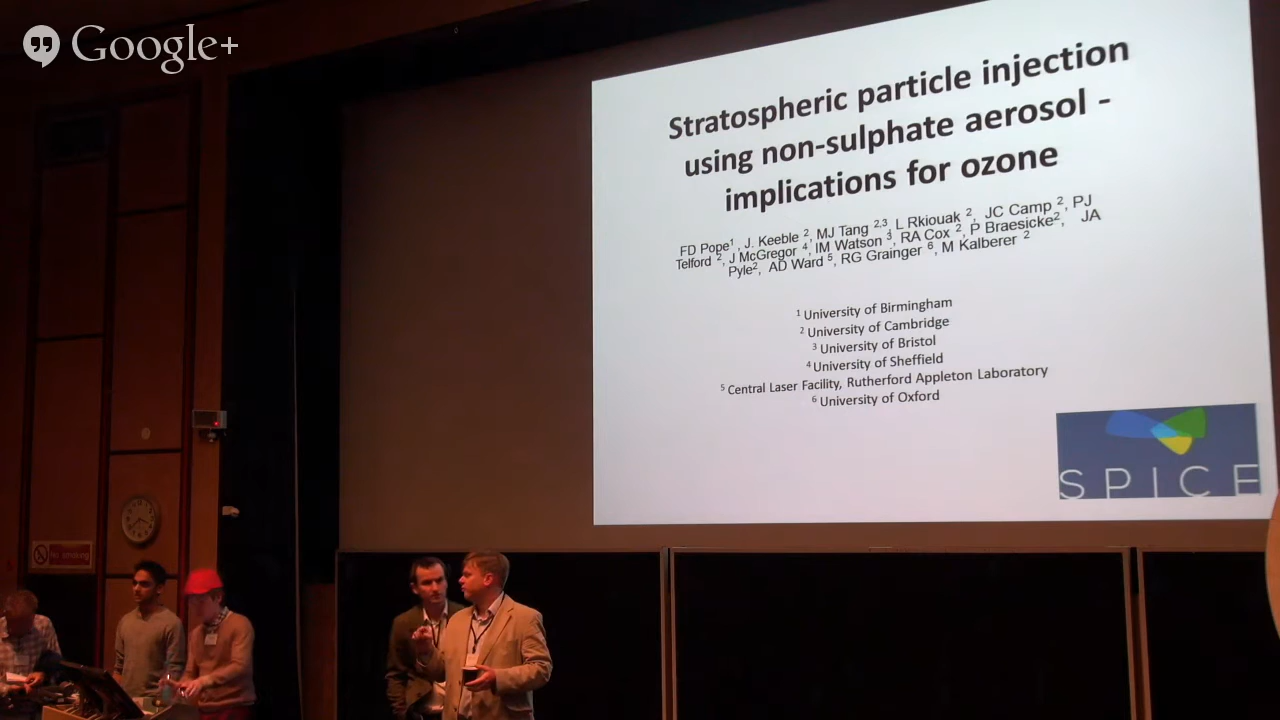 Google+
Stratospheric particle injection
using non-sulphate aerosol -
implications for ozone
FD Pope1 , J. Keeble 2, MJ Tang 2,3, L Rkiouak 2, JC Camp 2, PJ
Telford 2, J McGregor 4, IM Watson 3, RA Cox 2, P Braesicke2, JA
Pyle2, AD Ward 5, RG Grainger 6, M Kalberer 2
1 University of Birmingham
2 University of Cambridge
3 University of Bristol
4 University of Sheffield
5 Central Laser Facility, Rutherford Appleton Laboratory
6 University of Oxford
SPICE
No smoking